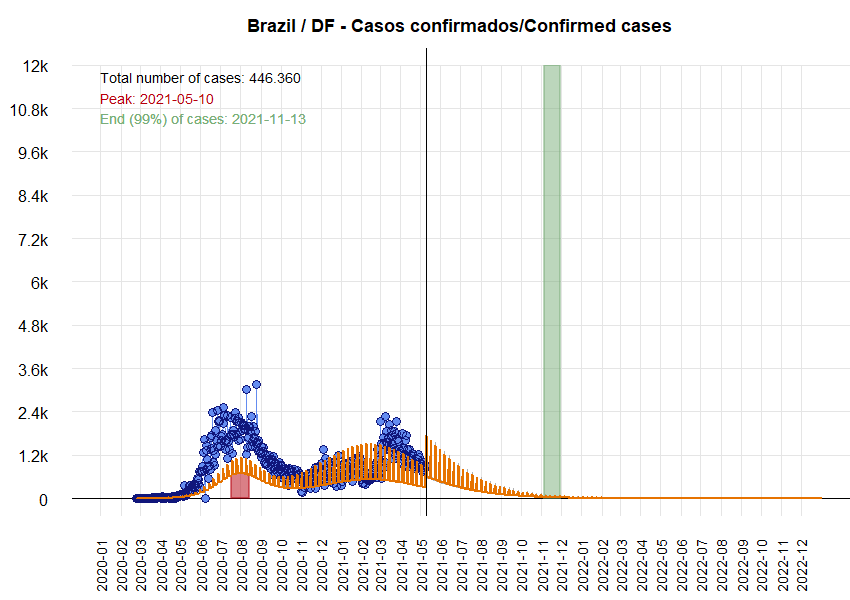 Brazil / DF - Casos confirmados/Confirmed cases
12k
Total number of cases: 446.360
Peak: 2021-05-10
10.8k
End (99%) of cases: 2021-11-13
9.6k
8.4k
7.2k
6k
4.8k
3.6k
2.4k
1.2k
0
2020-01
2020-02
2020-03
2020-04
2020-05
2020-06
2020-07
2020-08
2020-09
2020-10
2020-11
2020-12
2021-01
2021-02
2021-03
2021-04
2021-05
2021-06
2021-07
2021-08
2021-09
2021-10
2021-11
2021-12
2022-01
2022-02
2022-03
2022-04
2022-05
2022-06
2022-07
2022-08
2022-09
2022-10
2022-11
2022-12